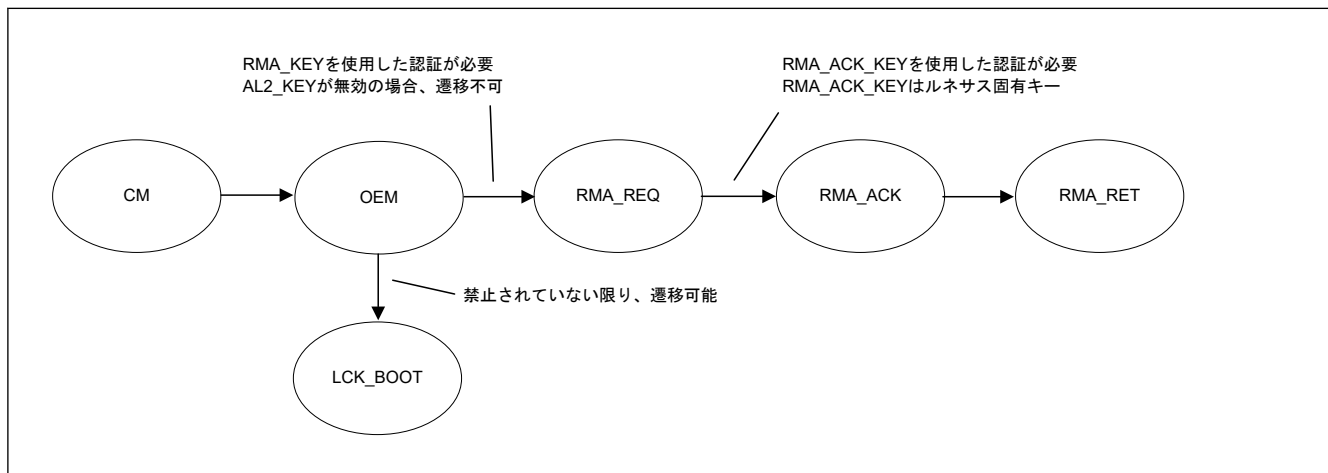 RMA_KEYを使用した認証が必要
AL2_KEYが無効の場合、遷移不可
RMA_ACK_KEYを使用した認証が必要
RMA_ACK_KEYはルネサス固有キー
CM
OEM
RMA_REQ
RMA_ACK
RMA_RET
禁止されていない限り、遷移可能
LCK_BOOT